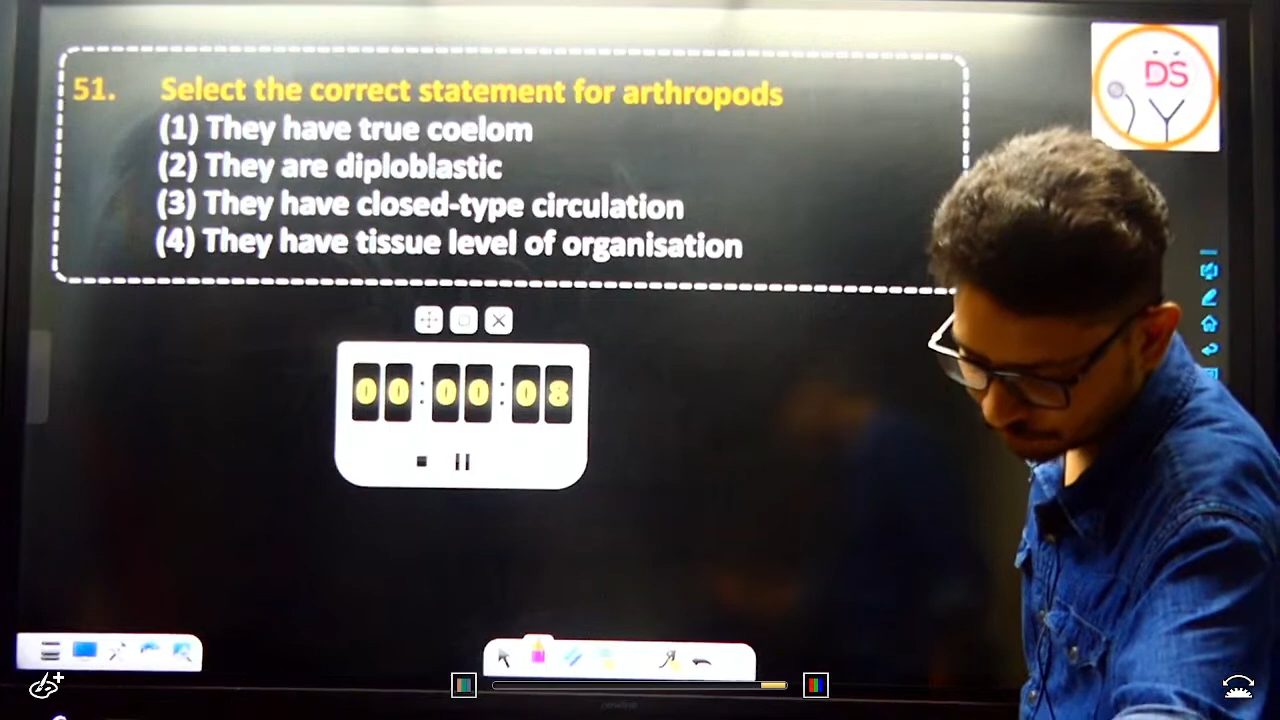 51. Select the correct statement for arthropods
(1) They have true coelom
(2) They are diploblastic
(3) They have closed-type circulation
(4) They have tissue level of organisation
DS
00:00:08